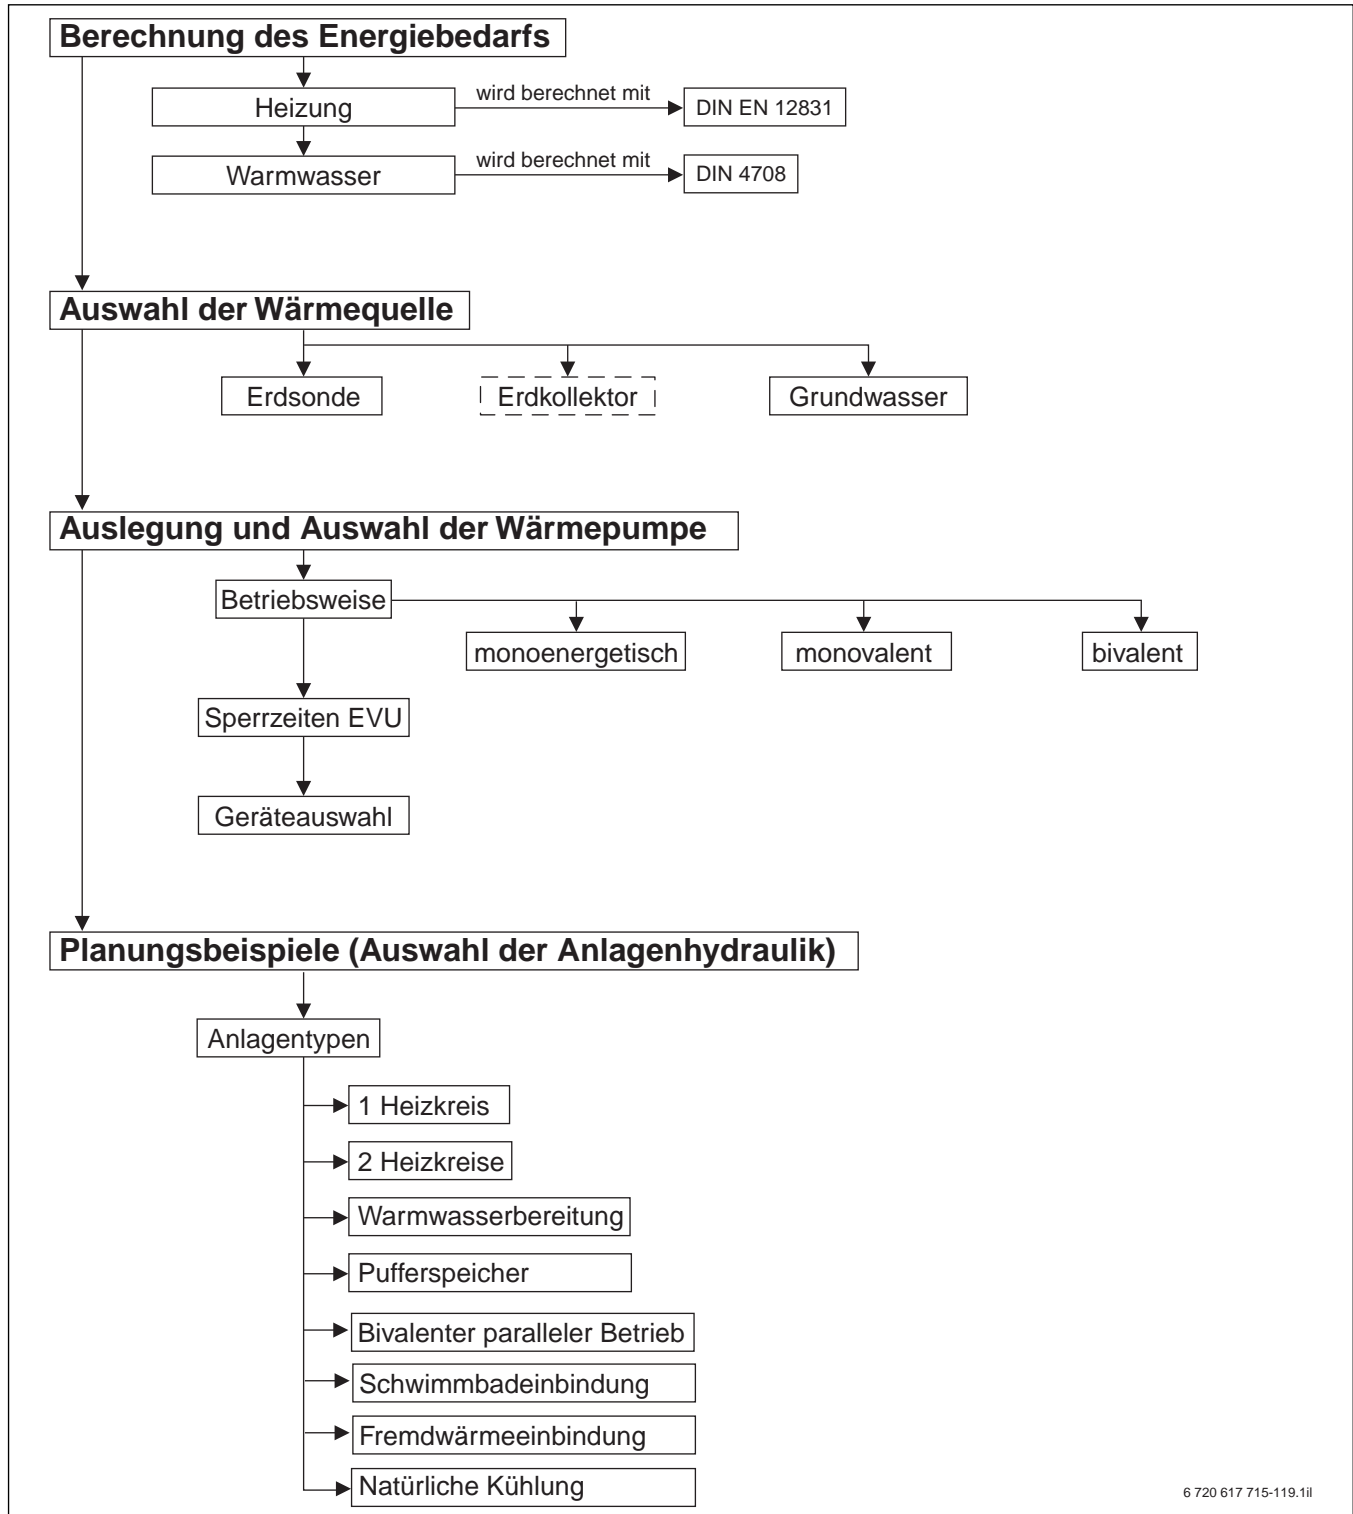 Berechnung des Energiebedarfs
Heizung
wird berechnet mit
DIN EN 12831
Warmwasser
wird berechnet mit
DIN 4708
Auswahl der Wärmequelle
Erdsonde
Erdkollektor
Grundwasser
Auslegung und Auswahl der Wärmepumpe
Betriebsweise
monoenergetisch
monovalent
bivalent
Sperrzeiten EVU
Geräteauswahl
Planungsbeispiele (Auswahl der Anlagenhydraulik)
Anlagentypen
1 Heizkreis
2 Heizkreise
Warmwasserbereitung
Pufferspeicher
Bivalenter paralleler Betrieb
Schwimmbadeinbindung
Fremdwärmeeinbindung
Natürliche Kühlung
6 720 617 715-119.1il